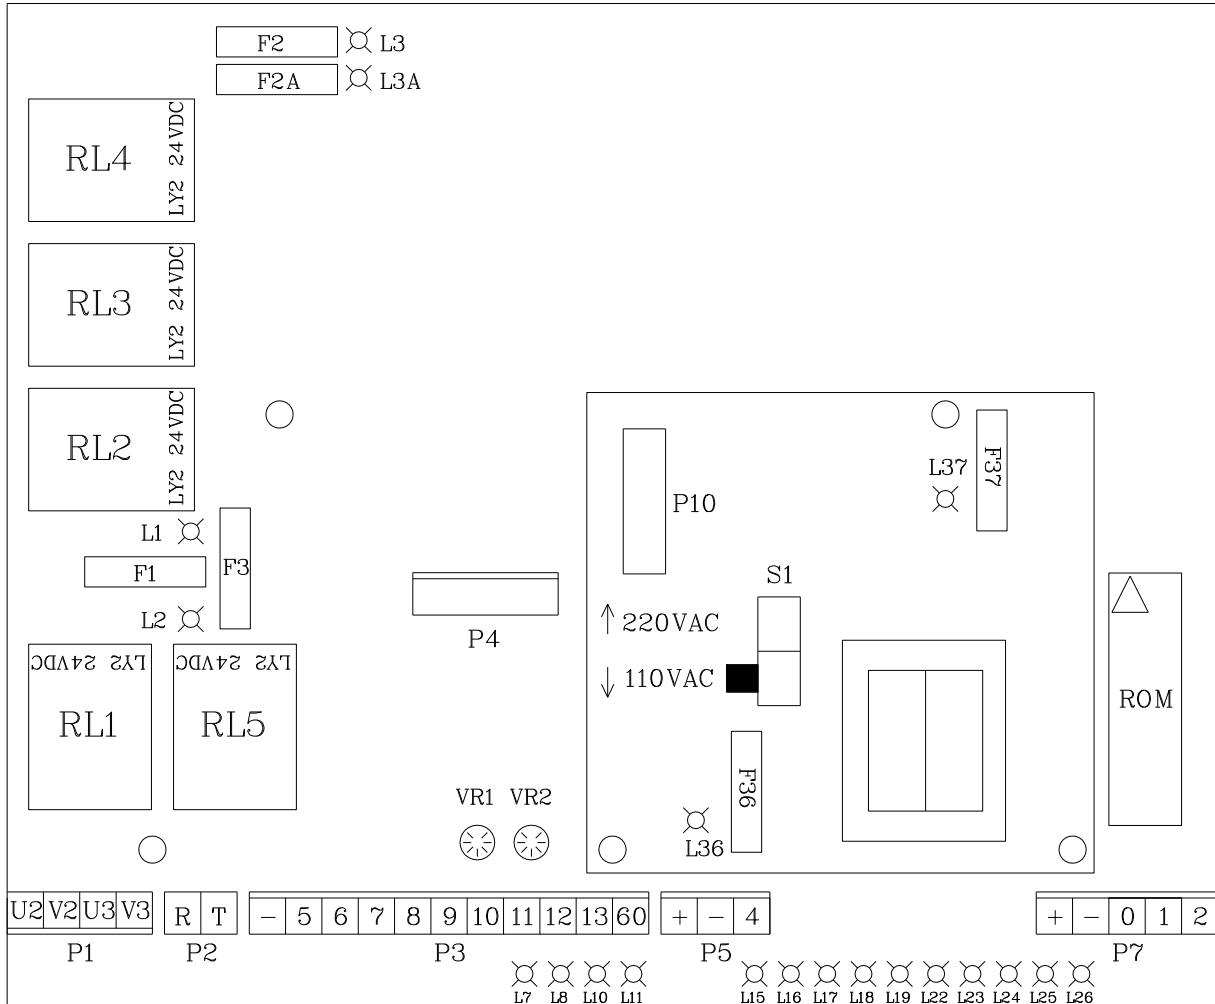 F2 L3
F2A L3A
RL4 LY2 24VDC
RL3 LY2 24VDC
RL2 LY2 24VDC
L37 F37
P10
L1
F1 F3
S1
L2
P4
220VAC
110VAC
ROM
LY2 24VDC LY2 24VDC
RL1 RL5
VR1 VR2
F36
L36
U2 V2 U3 V3 R T - 5 6 7 8 9 10 11 12 13 60 + - 4 + - 0 1 2
P1 P2 P3 P5 P7
L7 L8 L10 L11 L15 L16 L17 L18 L19 L22 L23 L24 L25 L26